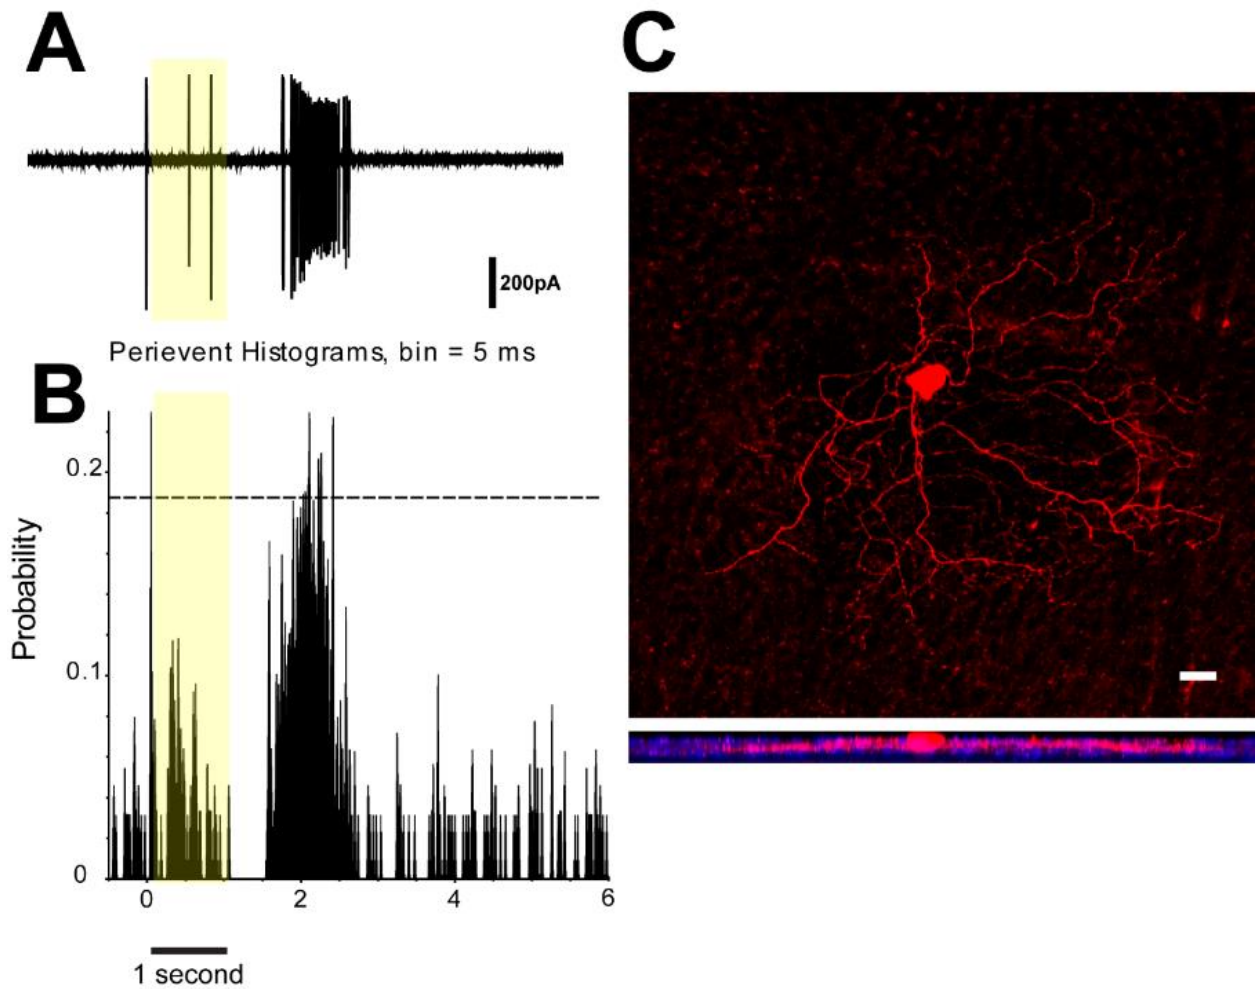 A
200pA
Perievent Histograms, bin = 5 ms
B
0.2
0.1
0
Probability
0 2 4 6
1 second
C